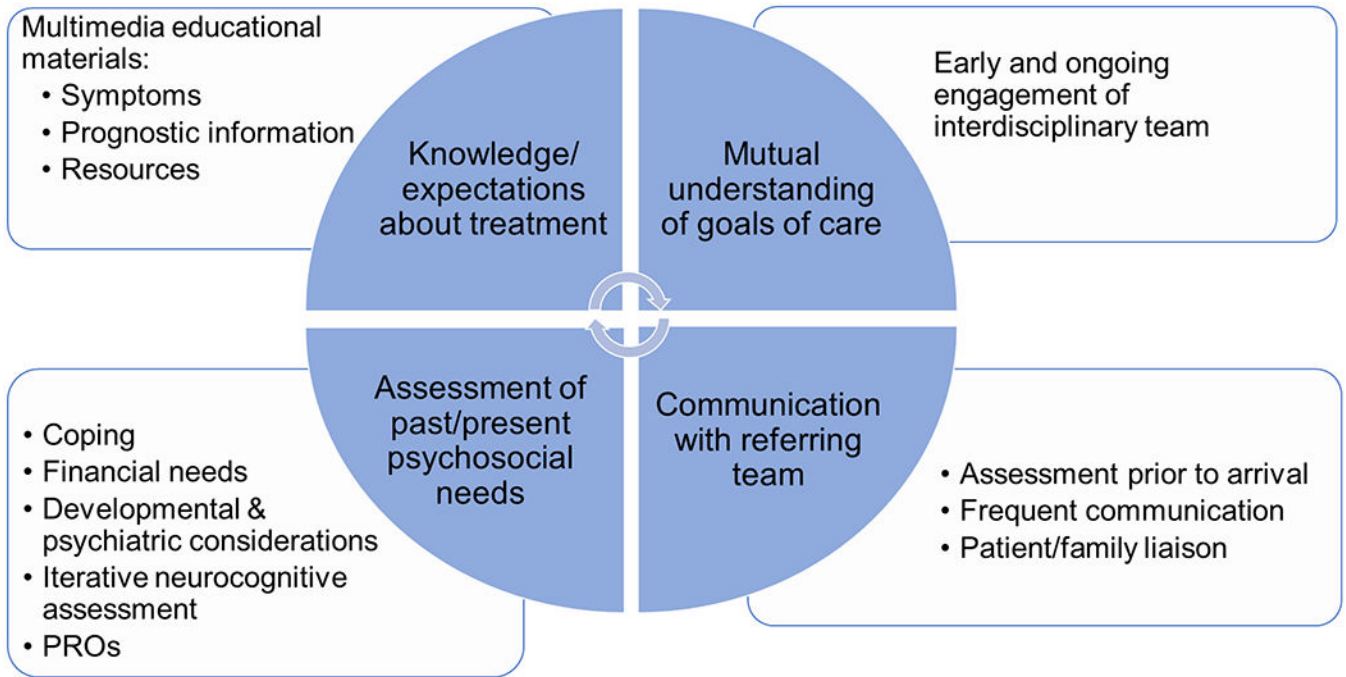 Multimedia educational
materials:
• Symptoms
• Prognostic information
• Resources
Knowledge/
expectations
about treatment
Mutual
understanding
of goals of care
Early and ongoing
engagement of
interdisciplinary team
• Coping
• Financial needs
• Developmental &
psychiatric considerations
• Iterative neurocognitive
assessment
• PROs
Assessment of
past/present
psychosocial
needs
Communication
with referring
team
• Assessment prior to arrival
• Frequent communication
• Patient/family liaison